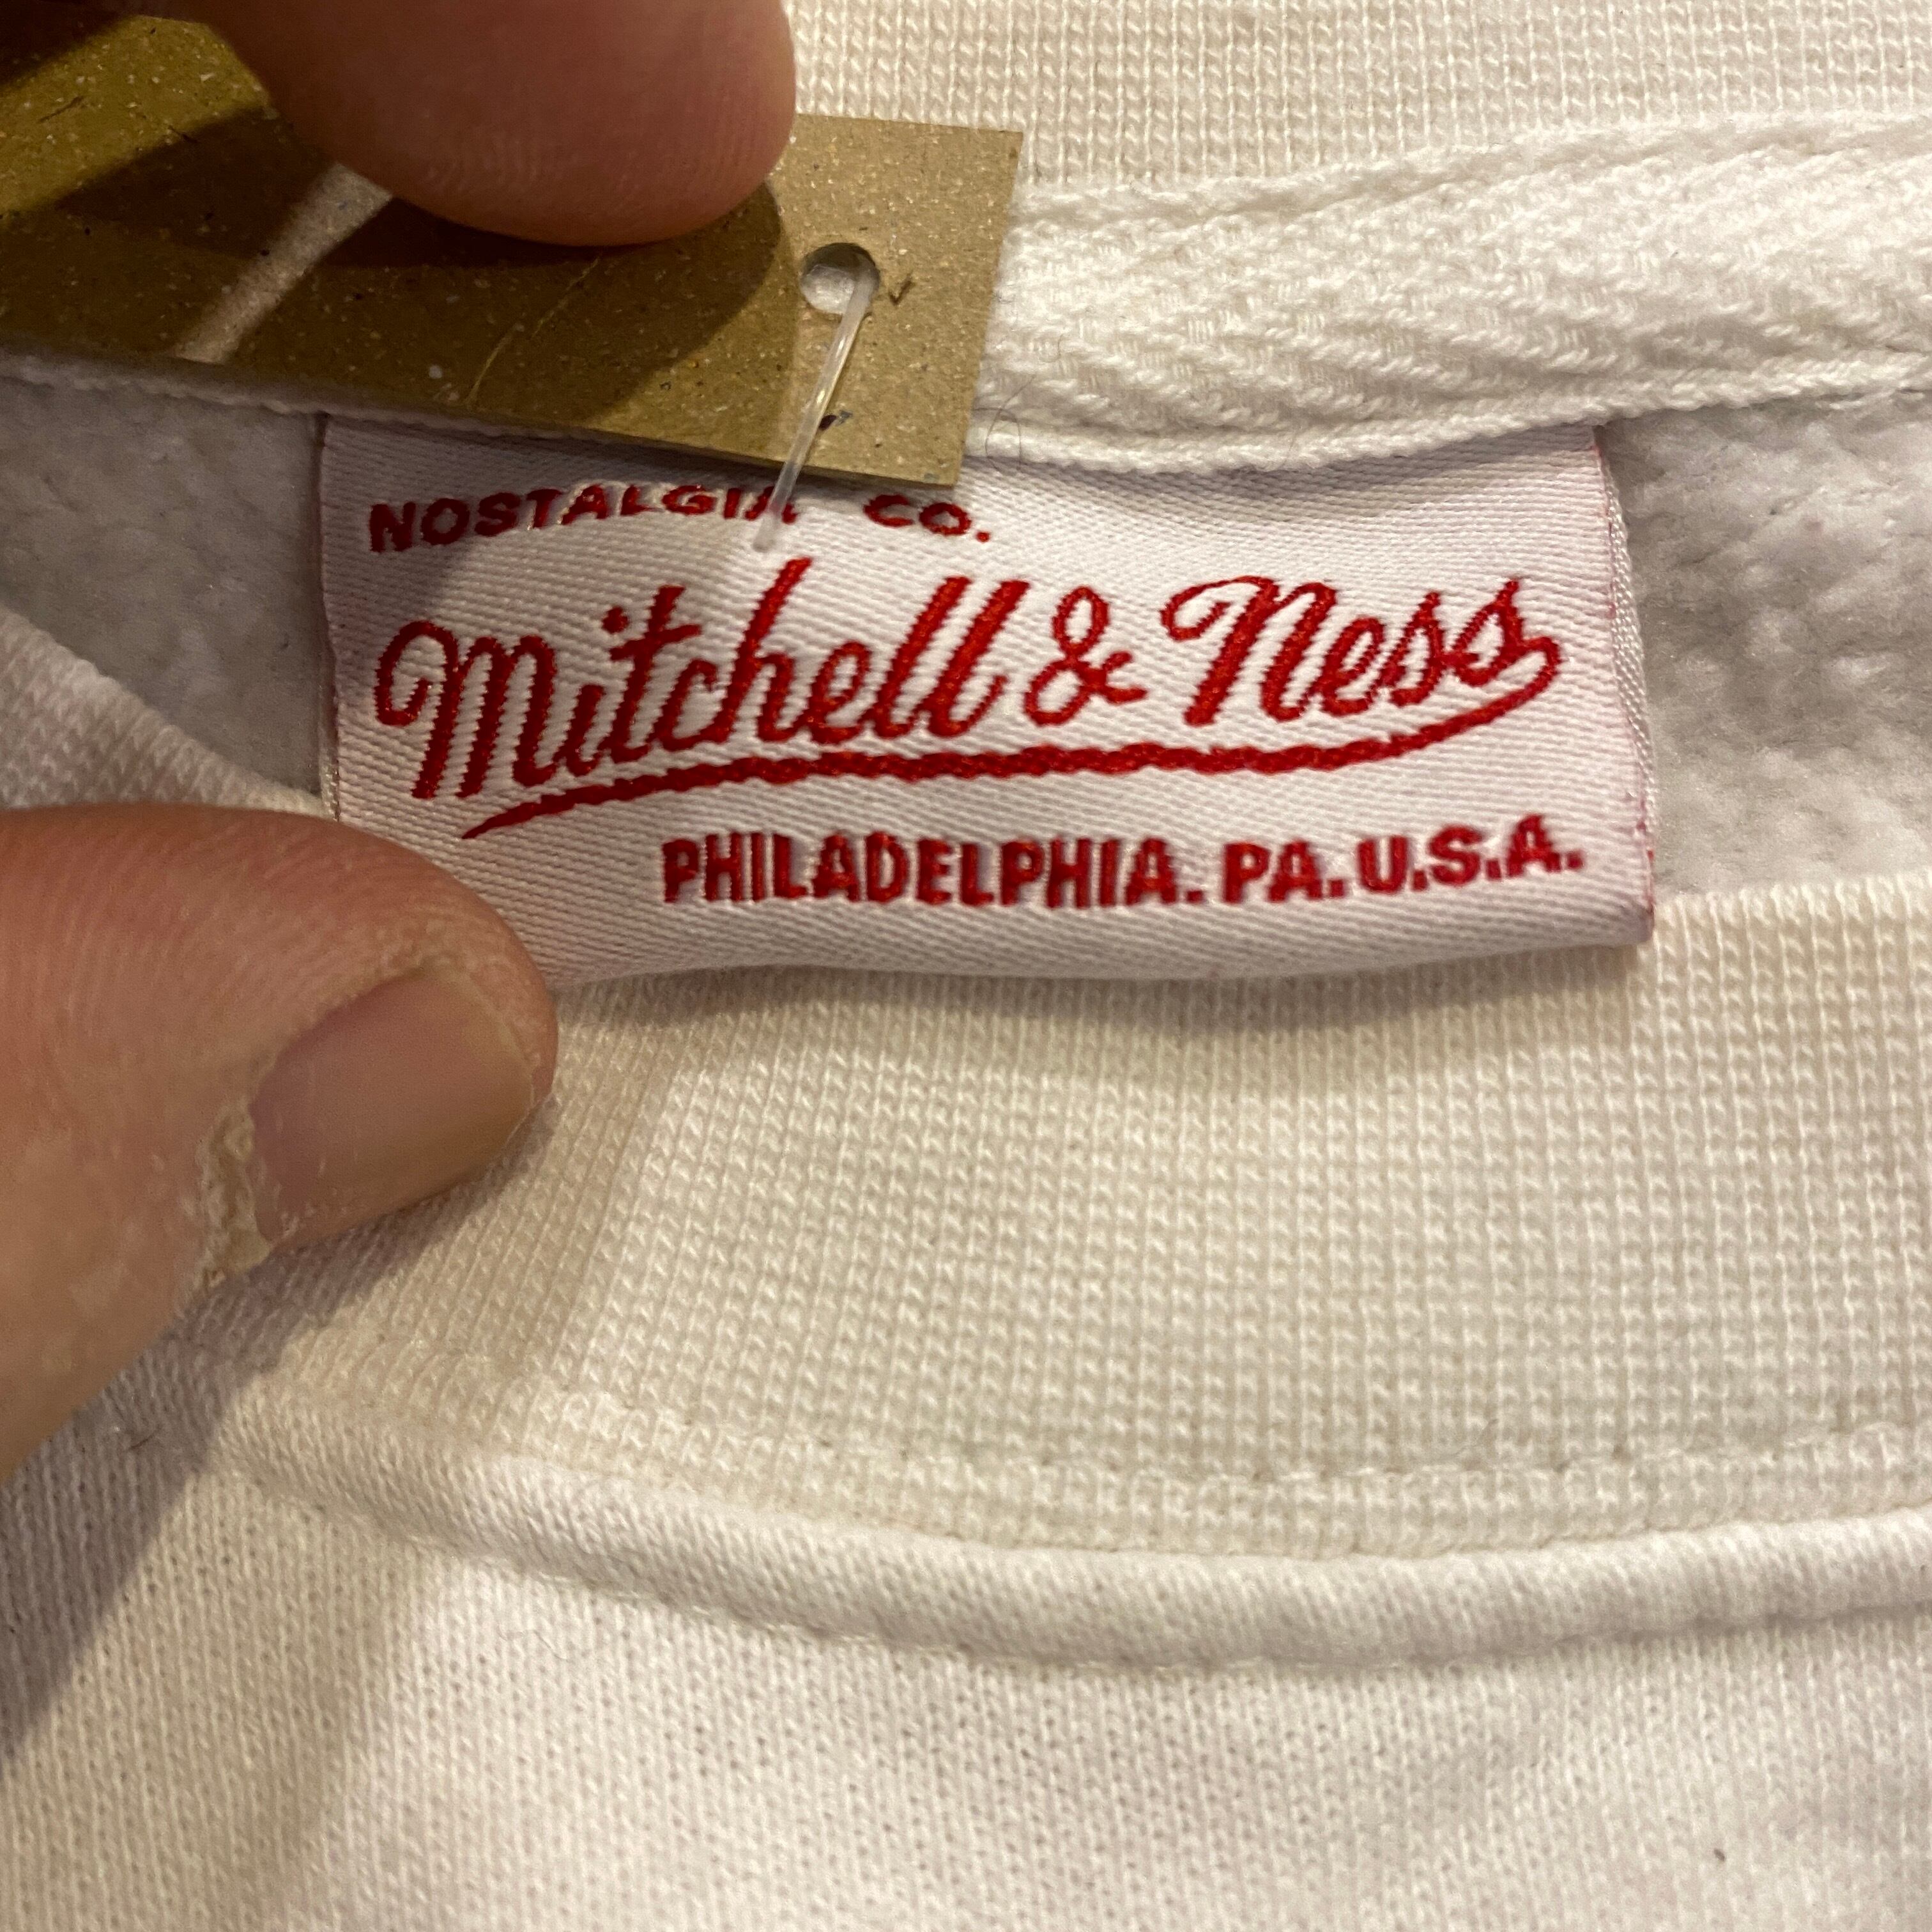 NOSTALGIA CO.
Mitchell & Ness
PHILADELPHIA. PA. U.S.A.